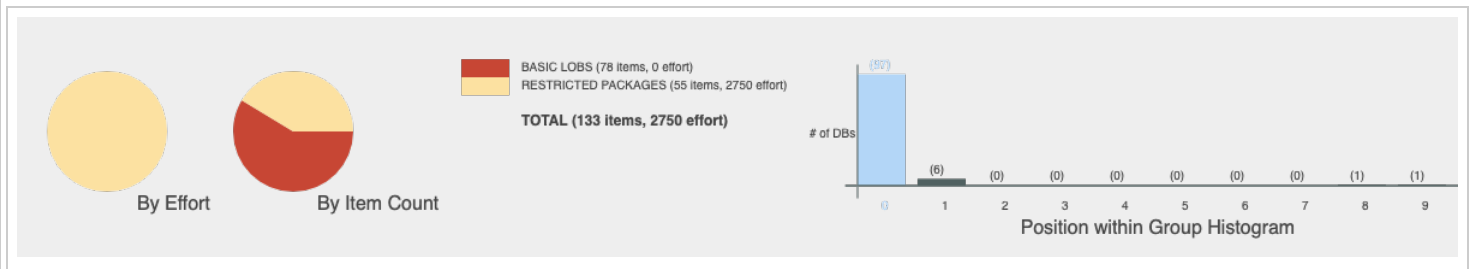 BASIC LOBS (78 items, 0 effort)
RESTRICTED PACKAGES (55 items, 2750 effort)
TOTAL (133 items, 2750 effort)
By Effort
By Item Count
(97)
# of DBs
(6) (0) (0) (0) (0) (0) (0) (1) (1)
0 1 2 3 4 5 6 7 8 9
Position within Group Histogram